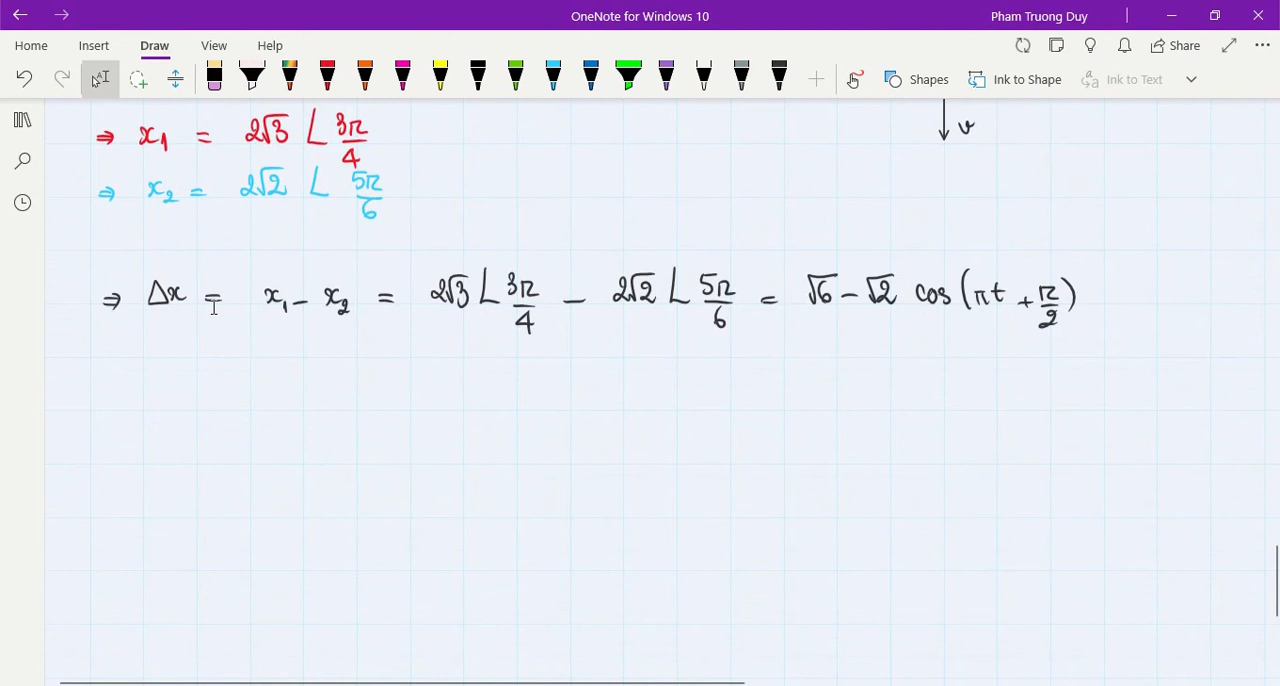 OneNote for Windows 10
Pham Truong Duy
Home Insert Draw View Help
Share
Shapes Ink to Shape Ink to Text
⇒ x₁ = 2√3 ∟ 3π/4
v
⇒ x₂ = 2√2 ∟ 5π/6
⇒ Δx = x₁ - x₂ = 2√3 ∟ 3π/4 - 2√2 ∟ 5π/6 = √6 - √2 cos(πt + π/2)